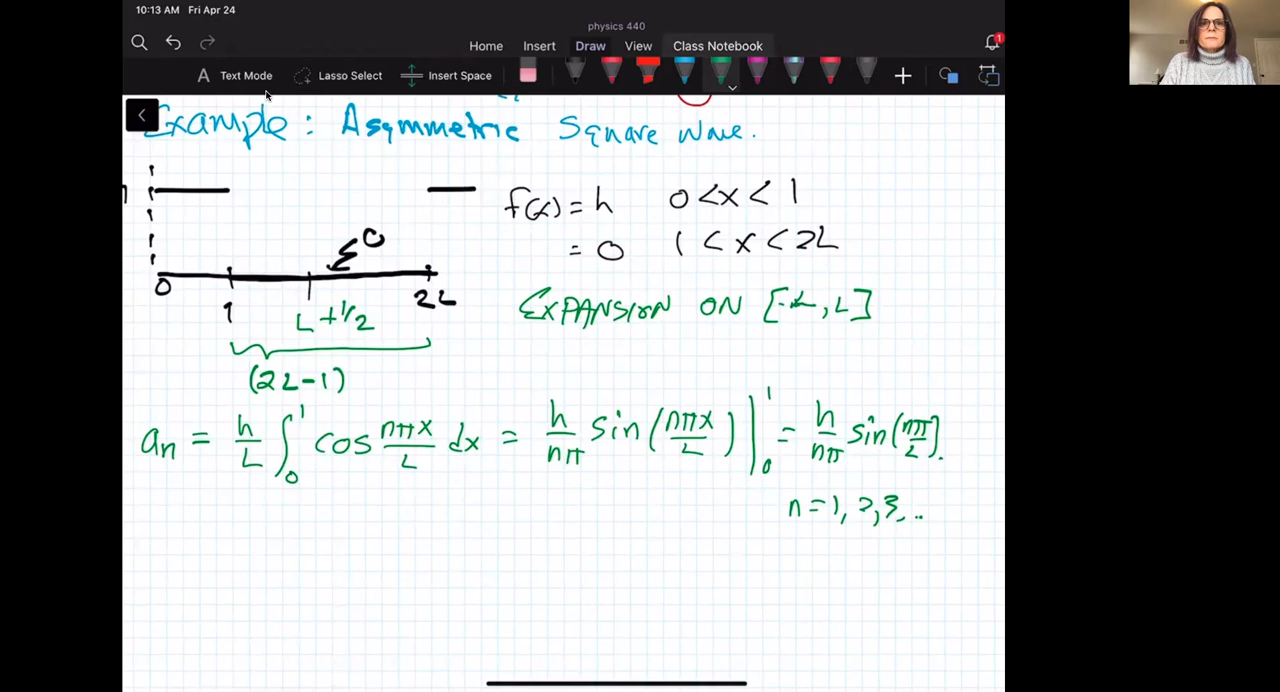 10:13 AM Fri Apr 24
physics 440
Home Insert Draw View Class Notebook
1
A Text Mode Lasso Select Insert Space
Example: Asymmetric Square wave.
f(x) = h 0 < x < 1
= 0 1 < x < 2L
0
0 1 L + 1/2 2L
EXPANSION ON [-L, L]
(2L-1)
an = h/L ∫₀¹ cos nπx/L dx = h/nπ sin(nπx/L) |₀¹ = h/nπ sin(nπ/L).
n = 1, 2, 3, ..